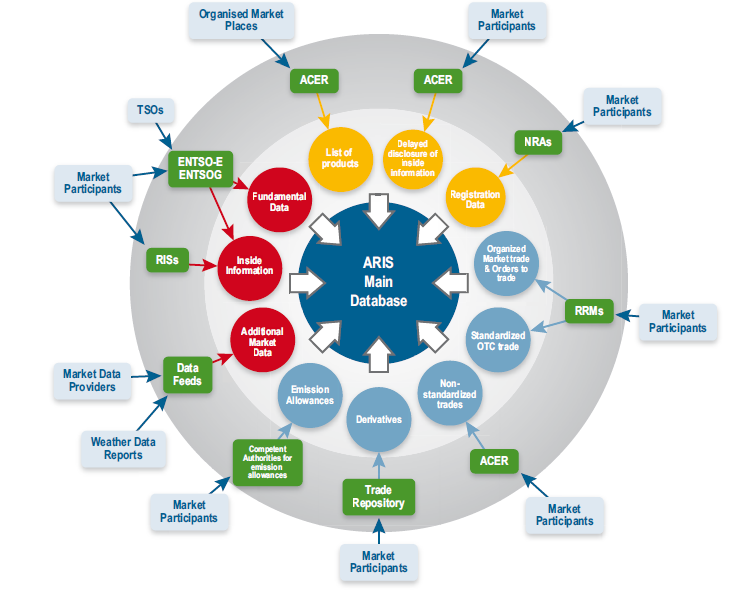 Organised Market
Places
Market
Participants
ACER
ACER
Market
Participants
TSOs
NRAs
List of
products
Delayed
disclosure of
inside
information
ENTSO-E
ENTSOG
Market
Participants
Fundamental
Data
Registration
Data
RISs
Inside
Information
ARIS
Main
Database
Organized
Market trade
& Orders to
trade
RRMs
Market
Participants
Additional
Market
Data
Standardized
OTC trade
Market Data
Providers
Data
Feeds
Emission
Allowances
Non-
standardized
trades
Derivatives
Weather Data
Reports
Competent
Authorities for
emission
allowances
ACER
Trade
Repository
Market
Participants
Market
Participants
Market
Participants